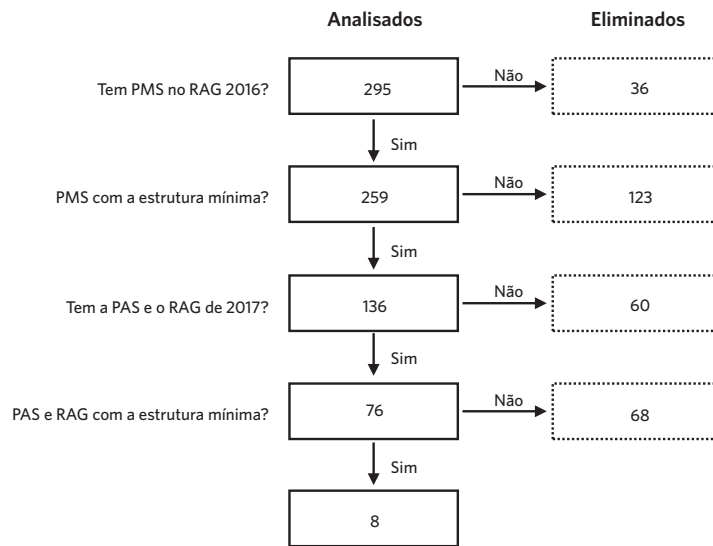 Analisados
Eliminados
Tem PMS no RAG 2016?
295
Não
36
Sim
PMS com a estrutura mínima?
259
Não
123
Sim
Tem a PAS e o RAG de 2017?
136
Não
60
Sim
PAS e RAG com a estrutura mínima?
76
Não
68
Sim
8